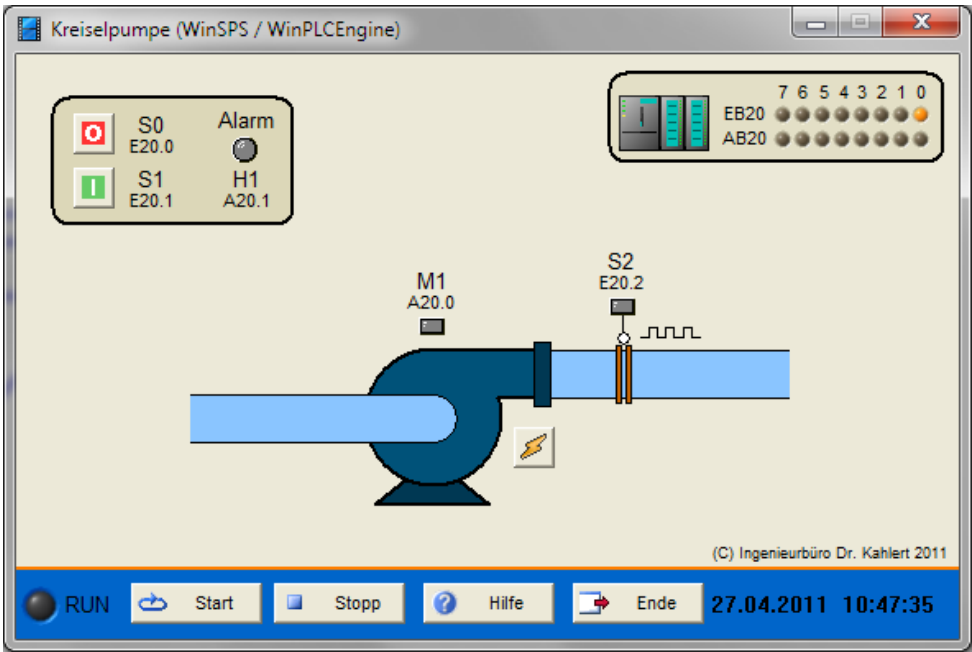 Kreiselpumpe (WinSPS / WinPLCEngine)
S0
E20.0
Alarm
S1
E20.1
H1
A20.1
7 6 5 4 3 2 1 0
EB20
AB20
M1
A20.0
S2
E20.2
(C) Ingenieurbüro Dr. Kahlert 2011
RUN
Start
Stopp
Hilfe
Ende
27.04.2011 10:47:35